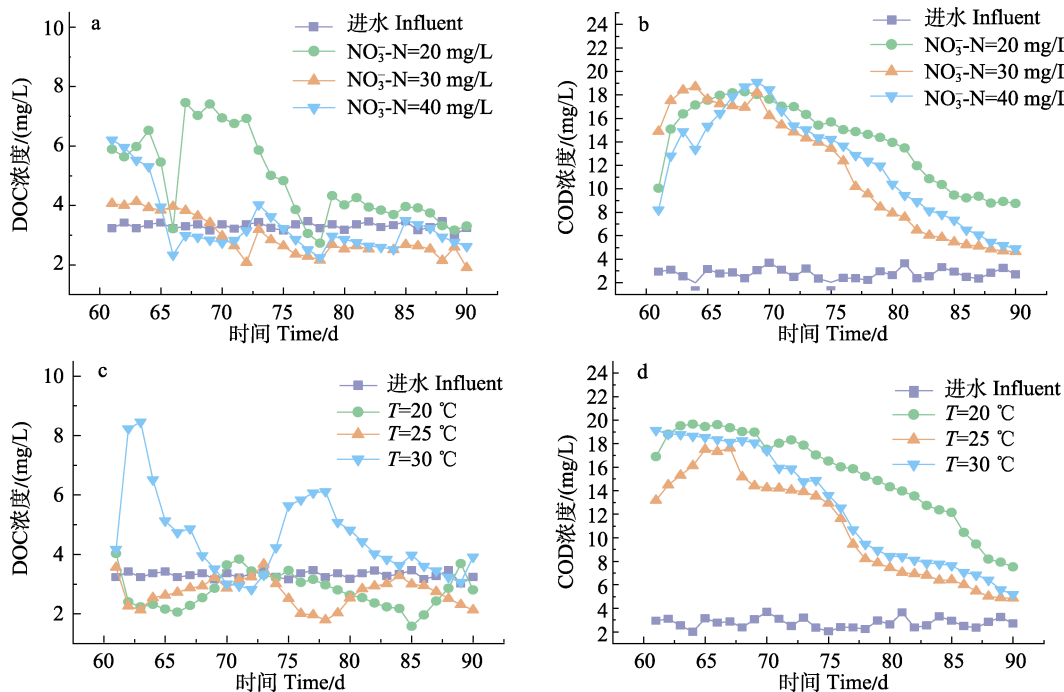 a
进水 Influent
NO₃⁻-N=20 mg/L
NO₃⁻-N=30 mg/L
NO₃⁻-N=40 mg/L
DOC浓度/(mg/L)
10
8
6
4
2
60 65 70 75 80 85 90
时间 Time/d
b
进水 Influent
NO₃⁻-N=20 mg/L
NO₃⁻-N=30 mg/L
NO₃⁻-N=40 mg/L
COD浓度/(mg/L)
24
22
20
18
16
14
12
10
8
6
4
2
60 65 70 75 80 85 90
时间 Time/d
c
进水 Influent
T=20 ℃
T=25 ℃
T=30 ℃
DOC浓度/(mg/L)
10
8
6
4
2
60 65 70 75 80 85 90
时间 Time/d
d
进水 Influent
T=20 ℃
T=25 ℃
T=30 ℃
COD浓度/(mg/L)
24
22
20
18
16
14
12
10
8
6
4
2
60 65 70 75 80 85 90
时间 Time/d